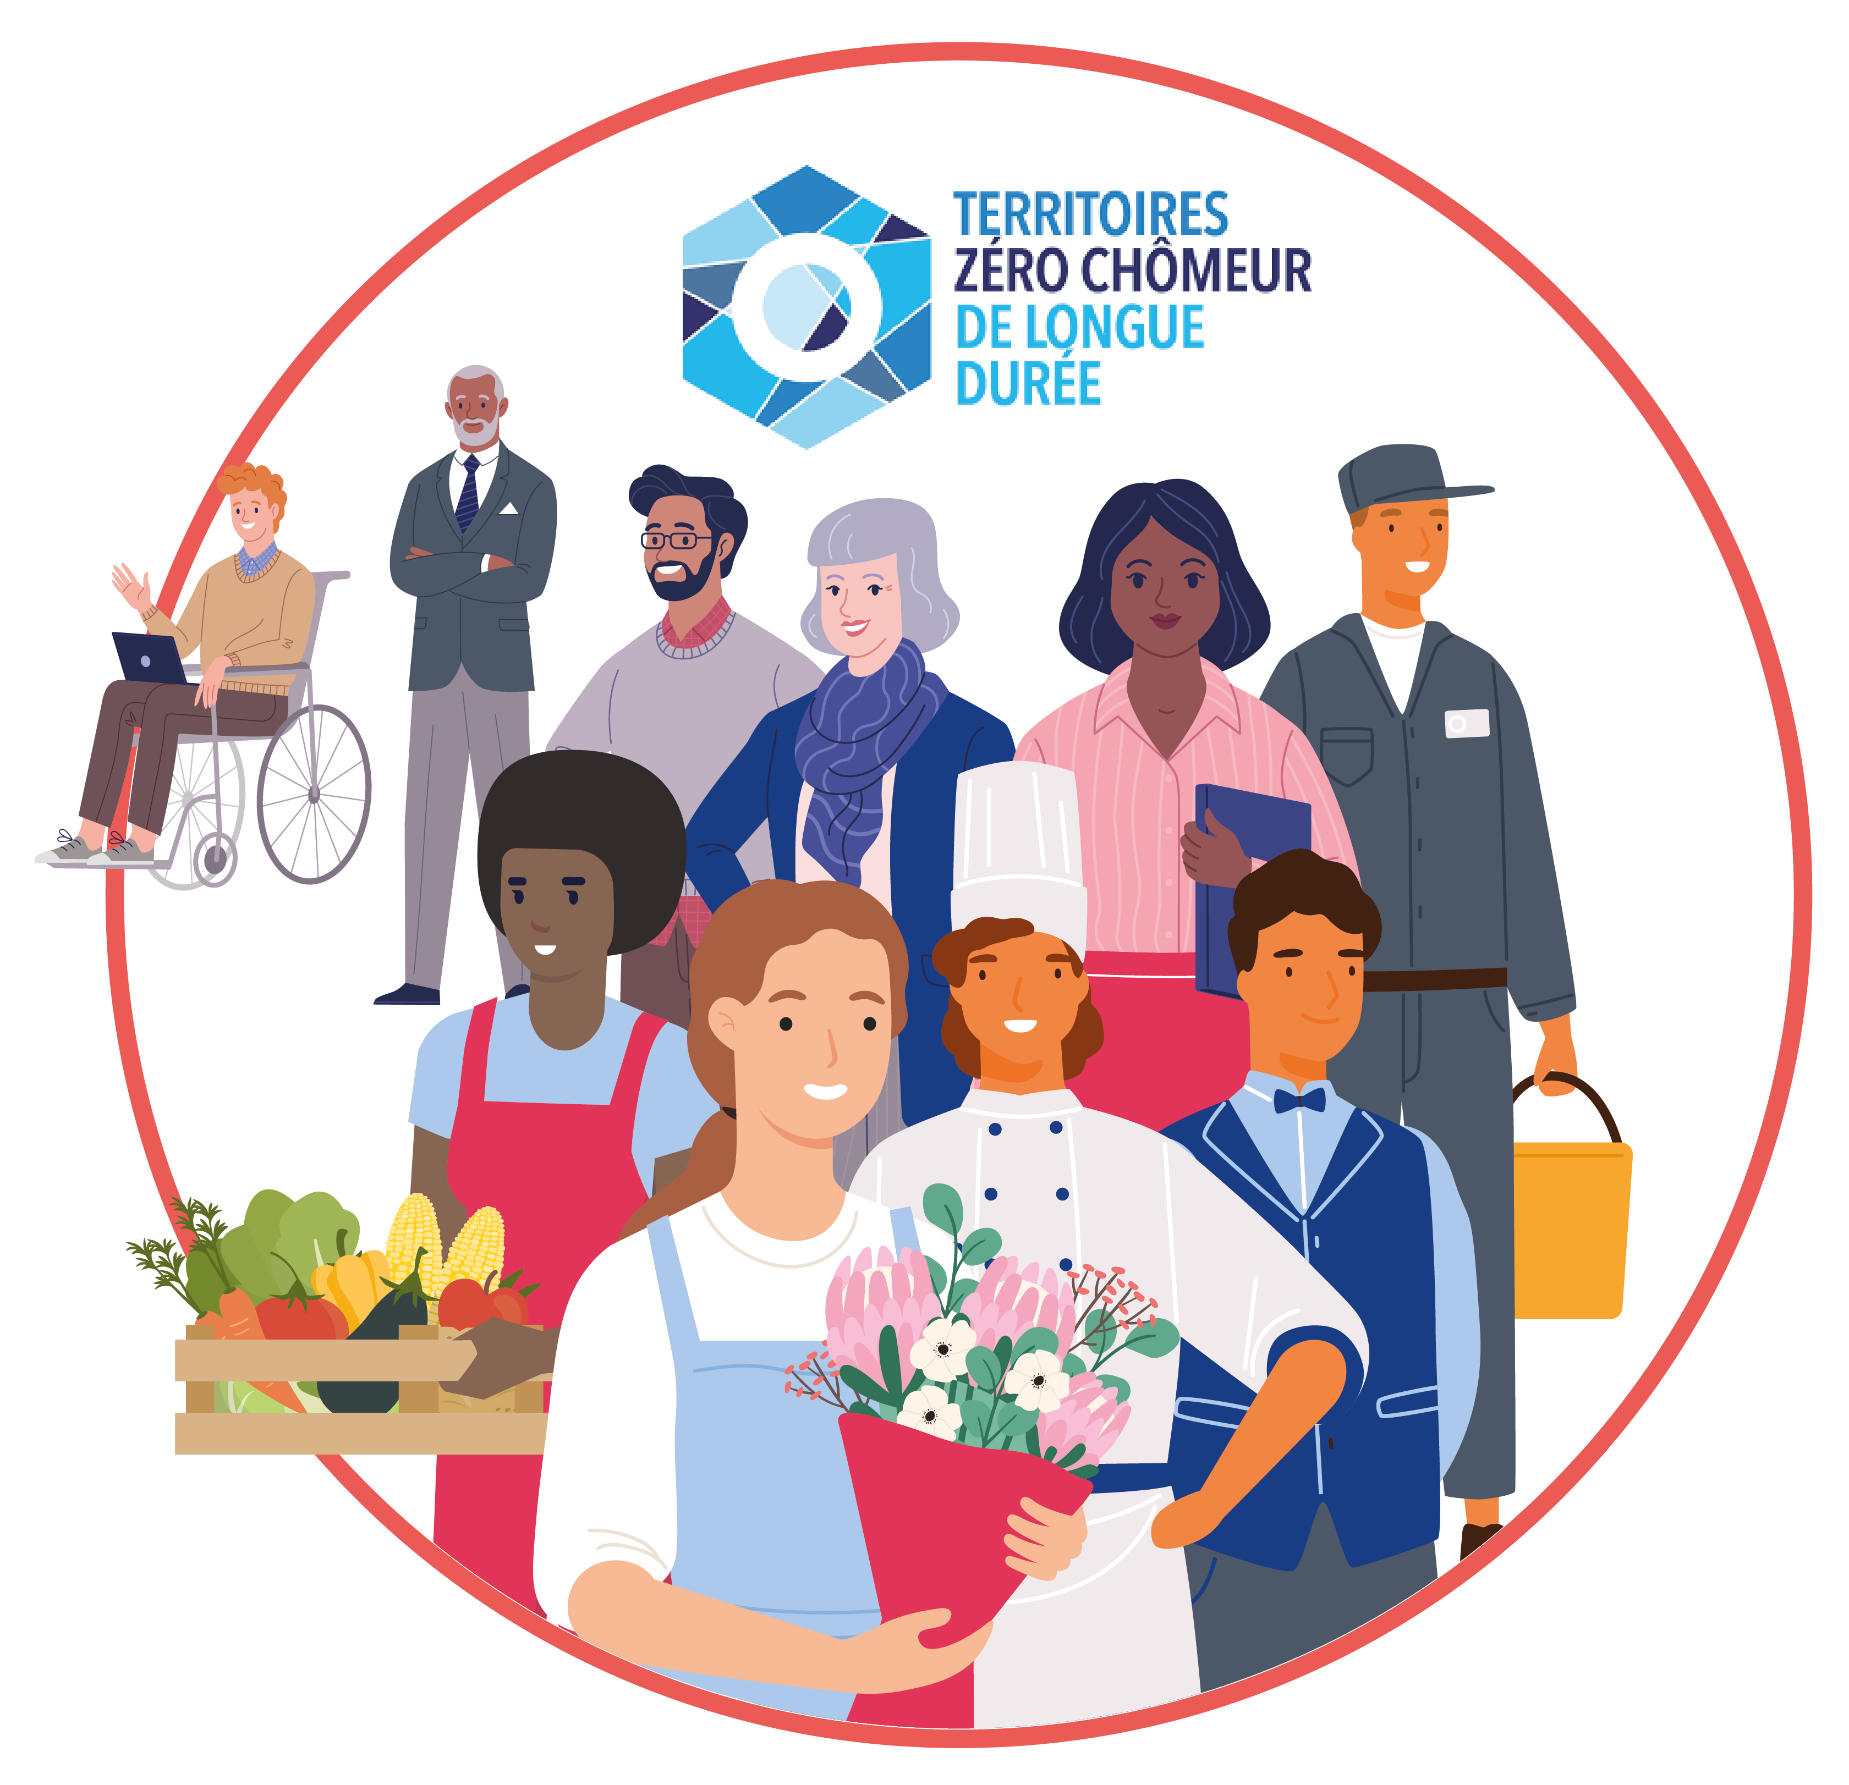 TERRITOIRES
ZÉRO CHÔMEUR
DE LONGUE
DURÉE